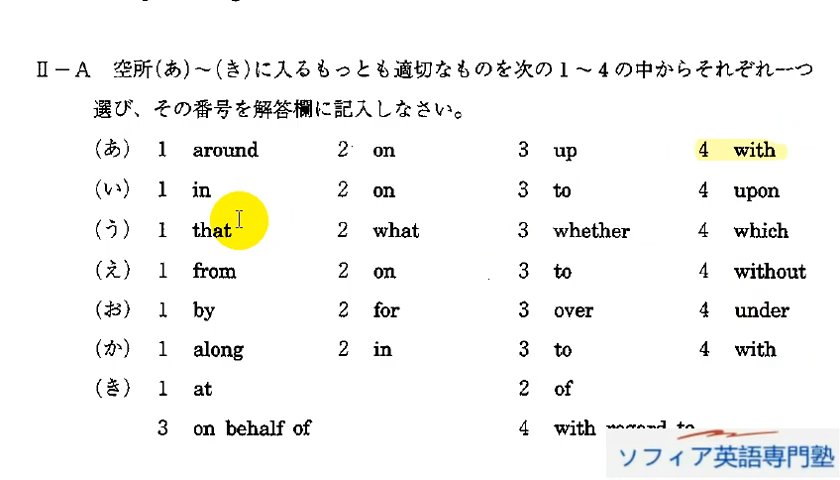 Ⅱ－A 空所(あ)～(き)に入るもっとも適切なものを次の1～4の中からそれぞれ一つ
選び、その番号を解答欄に記入しなさい。
(あ) 1 around 2 on 3 up 4 with
(い) 1 in 2 on 3 to 4 upon
(う) 1 that 2 what 3 whether 4 which
(え) 1 from 2 on 3 to 4 without
(お) 1 by 2 for 3 over 4 under
(か) 1 along 2 in 3 to 4 with
(き) 1 at 2 of
3 on behalf of 4 with regard to
ソフィア英語専門塾